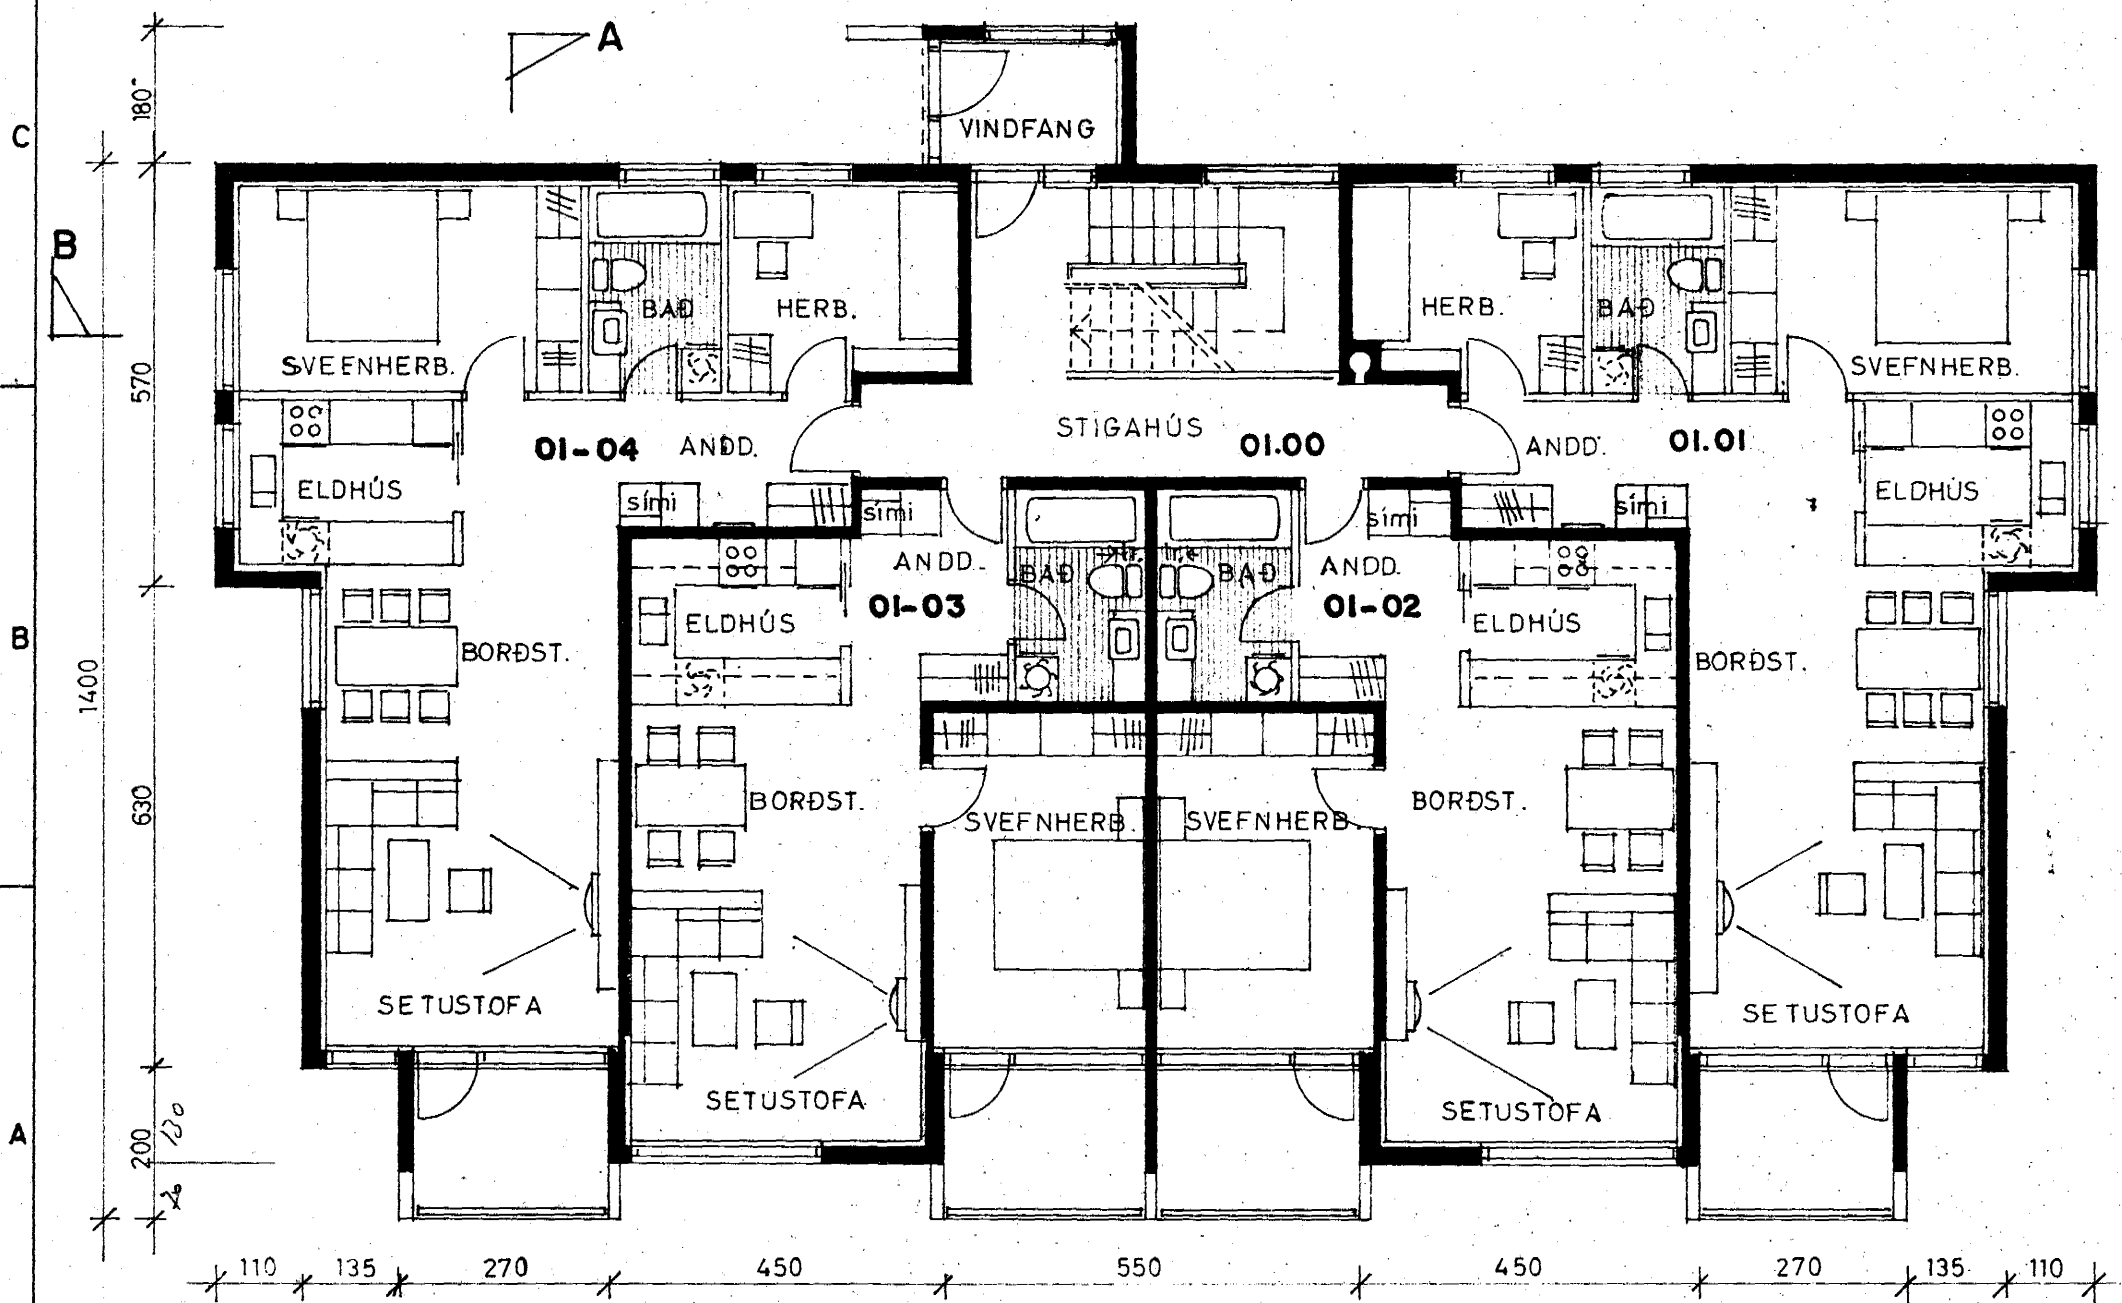 A
180
VINDFANG
C
B
BAÐ
HERB.
HERB.
BAÐ
SVEFNHERB.
SVEFNHERB.
570
STIGAHÚS
01.00
01-04
ANDD.
ANDD.
01.01
ELDHÚS
ELDHÚS
sími
sími
sími
sími
ANDD.
BAÐ
BAÐ
ANDD.
01-03
01-02
ELDHÚS
ELDHÚS
B
BORÐST.
BORÐST.
1400
630
BORÐST.
BORÐST.
SVEFNHERB.
SVEFNHERB.
SETUSTOFA
SETUSTOFA
SETUSTOFA
SETUSTOFA
A
200
130
110
135
270
450
550
450
270
135
110